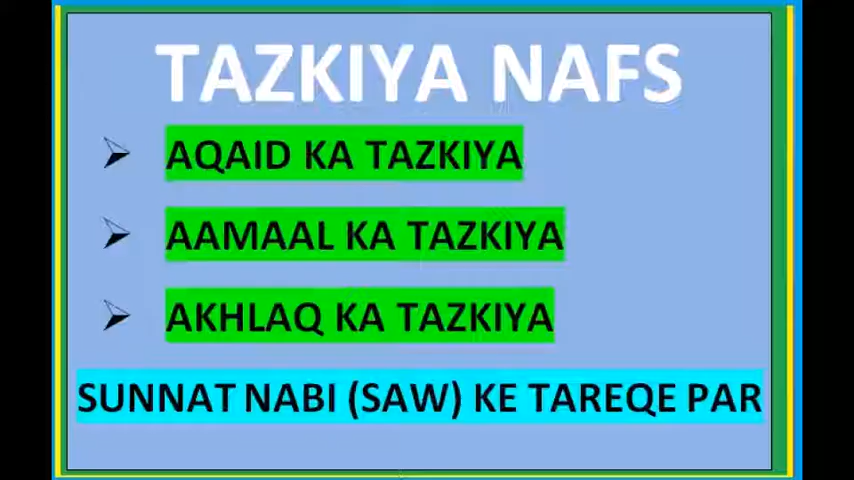 TAZKIYA NAFS
AQAID KA TAZKIYA
AAMAAL KA TAZKIYA
AKHLAQ KA TAZKIYA
SUNNAT NABI (SAW) KE TAREQE PAR